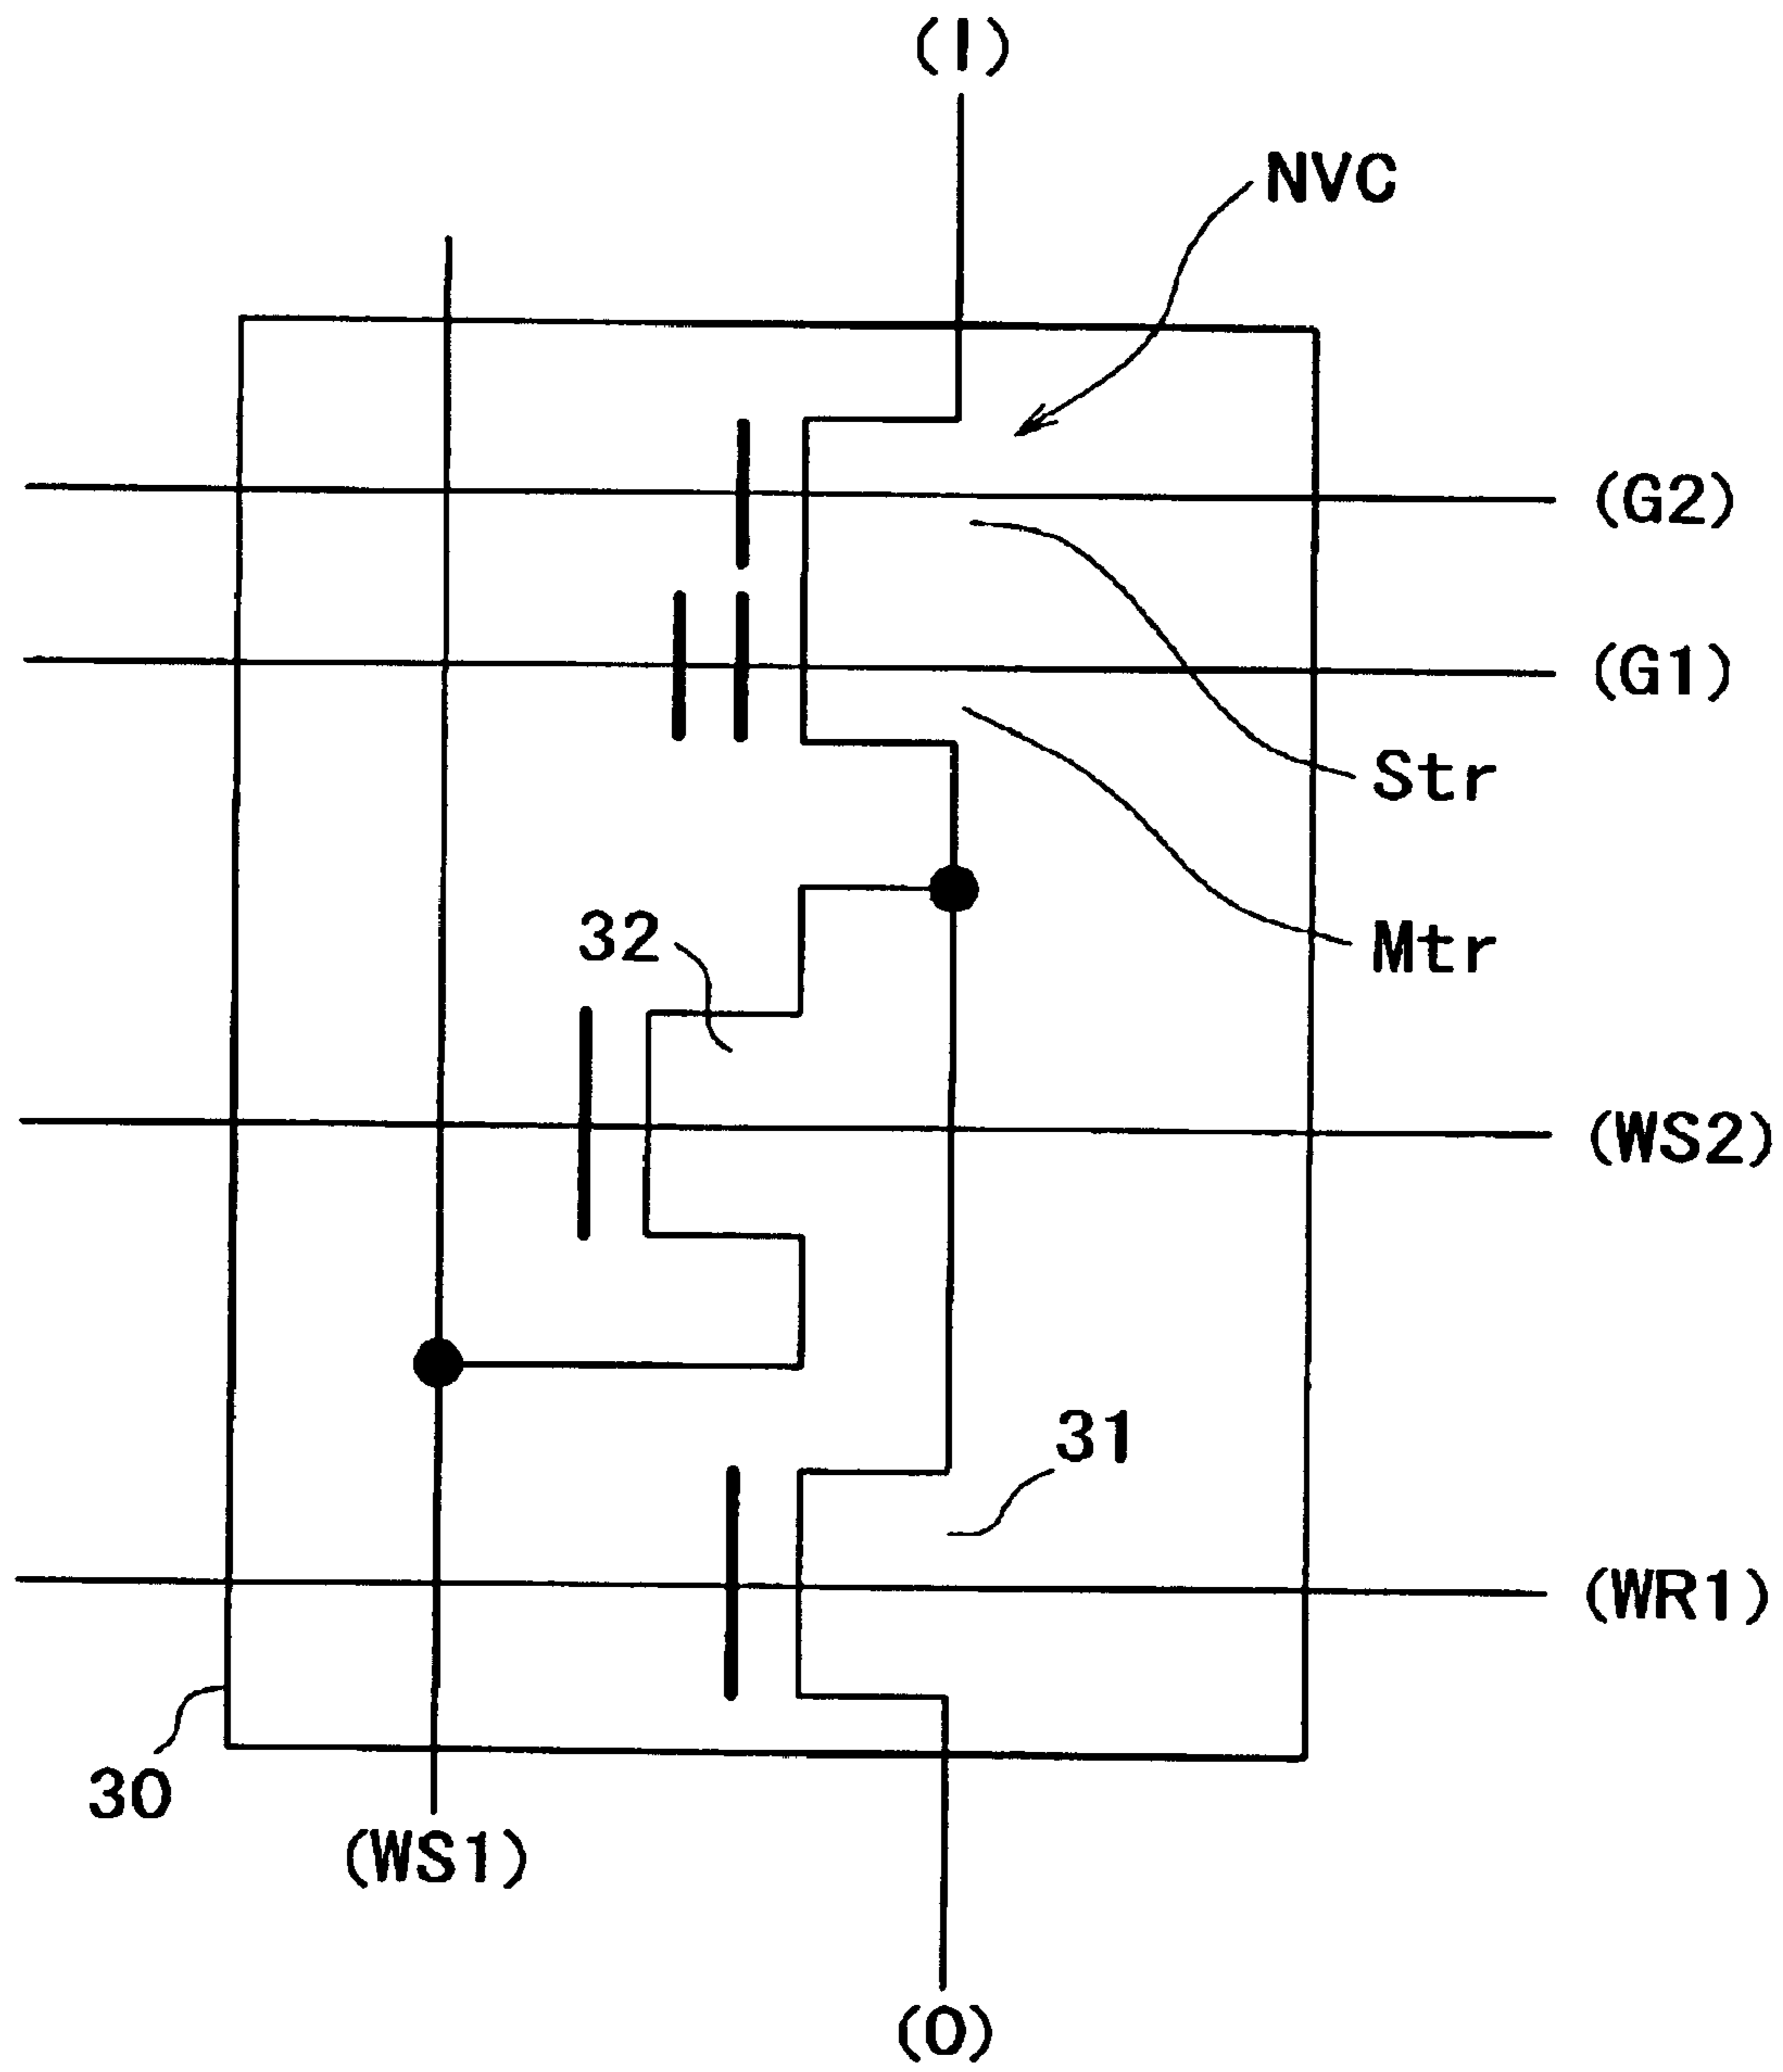 (I)
NVC
(G2)
(G1)
Str
Mtr
32
(WS2)
31
(WR1)
30
(WS1)
(O)